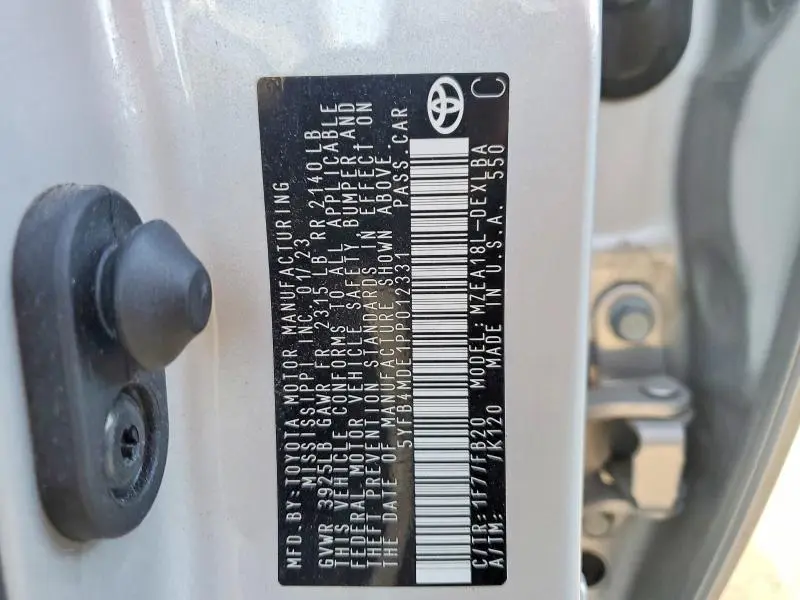 MFD. BY: TOYOTA MOTOR MANUFACTURING
MISSISSIPPI INC. 01/23
GVWR 3925LB GAWR FR 2315 LB RR 2140 LB
THIS VEHICLE CONFORMS TO ALL APPLICABLE
FEDERAL MOTOR VEHICLE SAFETY, BUMPER AND
THEFT PREVENTION STANDARDS IN EFFECT ON
THE DATE OF MANUFACTURE SHOWN ABOVE.
5YFB4MDE1PP012331 PASS. CAR
C/TR: 1F7/FB20 MODEL: MZEA18L-DEXLBA
A/TM: -/K120 MADE IN U.S.A. 550
C